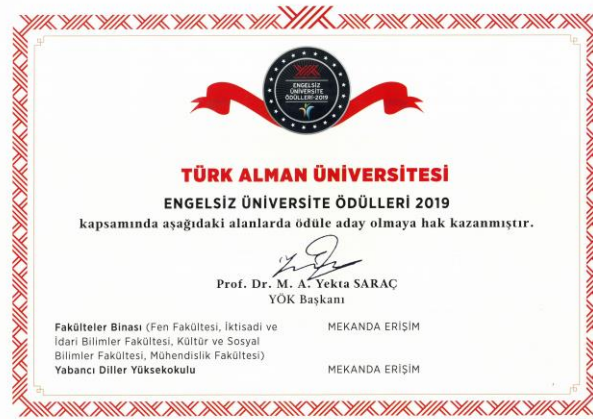 ENGELSİZ
ÜNİVERSİTE
ÖDÜLLERİ-2019
TÜRK ALMAN ÜNİVERSİTESİ
ENGELSİZ ÜNİVERSİTE ÖDÜLLERİ 2019
kapsamında aşağıdaki alanlarda ödüle aday olmaya hak kazanmıştır.
Prof. Dr. M. A. Yekta SARAÇ
YÖK Başkanı
Fakülteler Binası (Fen Fakültesi, İktisadi ve MEKANDA ERİŞİM
İdari Bilimler Fakültesi, Kültür ve Sosyal
Bilimler Fakültesi, Mühendislik Fakültesi)
Yabancı Diller Yüksekokulu MEKANDA ERİŞİM